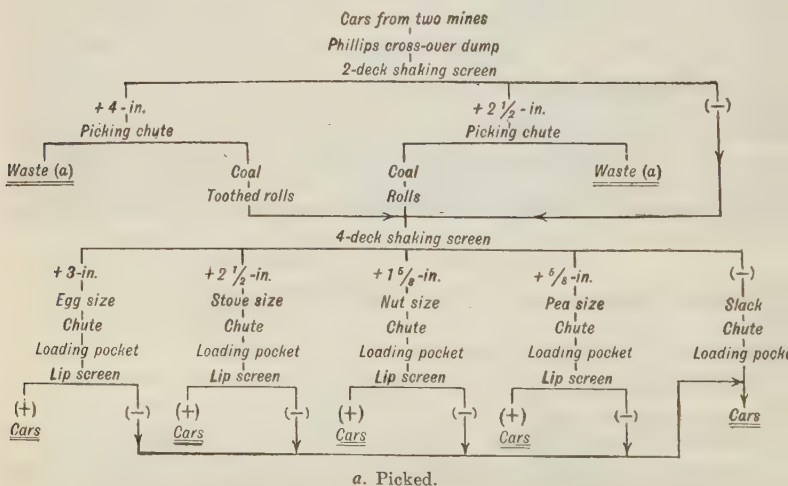 Cars from two mines
Phillips cross-over dump
2-deck shaking screen
+ 4-in. + 2 1/2-in. (—)
Picking chute Picking chute
Waste (a) Coal Coal Waste (a)
Toothed rolls Rolls
4-deck shaking screen
+ 3-in. + 2 1/2-in. + 1 5/8-in. + 5/8-in. (—)
Egg size Stove size Nut size Pea size Slack
Chute Chute Chute Chute Chute
Loading pocket Loading pocket Loading pocket Loading pocket Loading pocket
Lip screen Lip screen Lip screen Lip screen
(+) (—) (+) (—) (+) (—) (+) (—) Cars
Cars Cars Cars Cars
a. Picked.